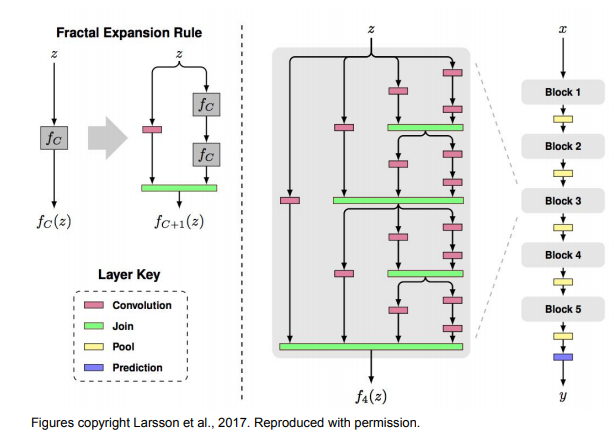 Fractal Expansion Rule
z
f_C
f_C(z)
z
f_C
f_C
f_{C+1}(z)
Layer Key
Convolution
Join
Pool
Prediction
z
f_4(z)
x
Block 1
Block 2
Block 3
Block 4
Block 5
y
Figures copyright Larsson et al., 2017. Reproduced with permission.